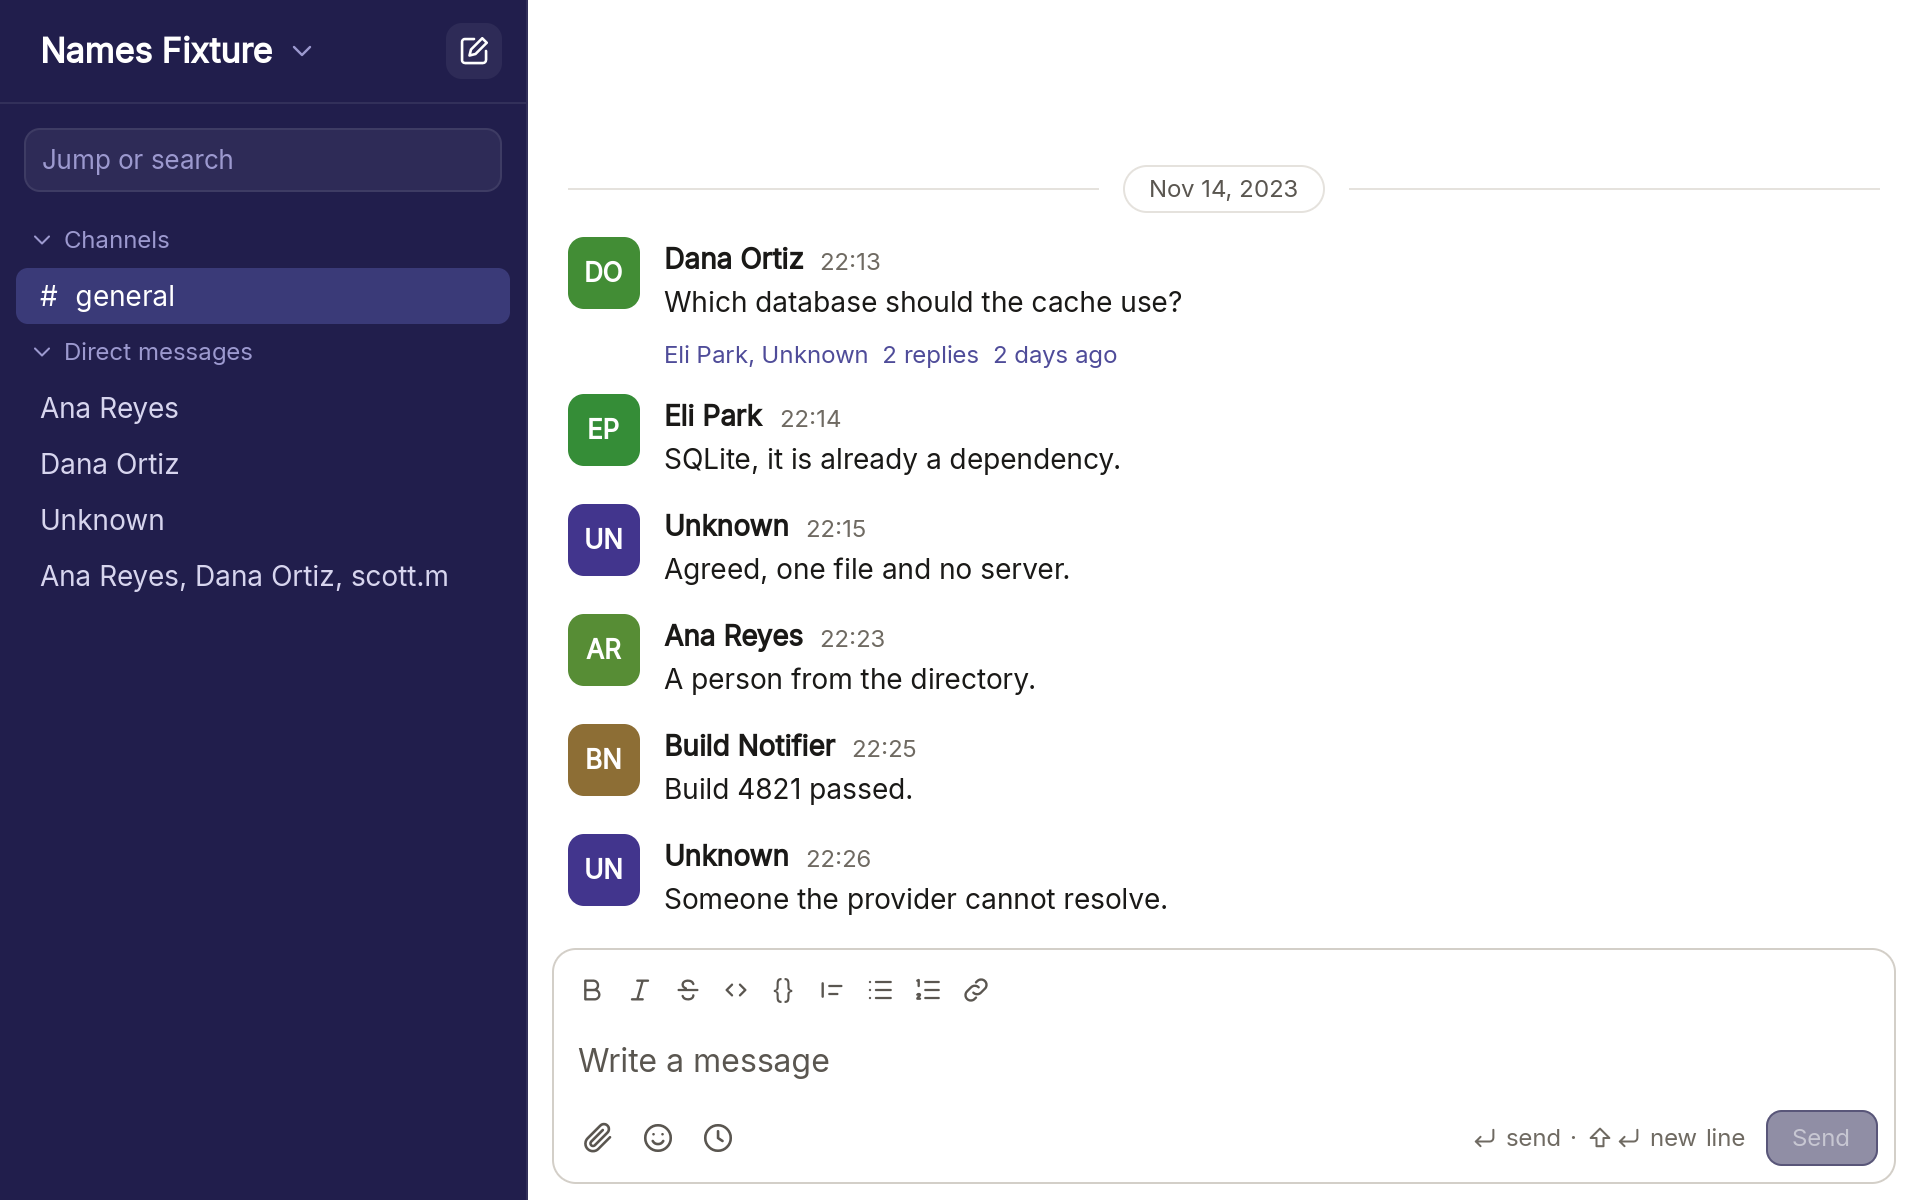 Names Fixture
Jump or search
Channels
# general
Direct messages
Ana Reyes
Dana Ortiz
Unknown
Ana Reyes, Dana Ortiz, scott.m
Nov 14, 2023
DO
Dana Ortiz 22:13
Which database should the cache use?
Eli Park, Unknown 2 replies 2 days ago
EP
Eli Park 22:14
SQLite, it is already a dependency.
UN
Unknown 22:15
Agreed, one file and no server.
AR
Ana Reyes 22:23
A person from the directory.
BN
Build Notifier 22:25
Build 4821 passed.
UN
Unknown 22:26
Someone the provider cannot resolve.
Write a message
send · new line
Send